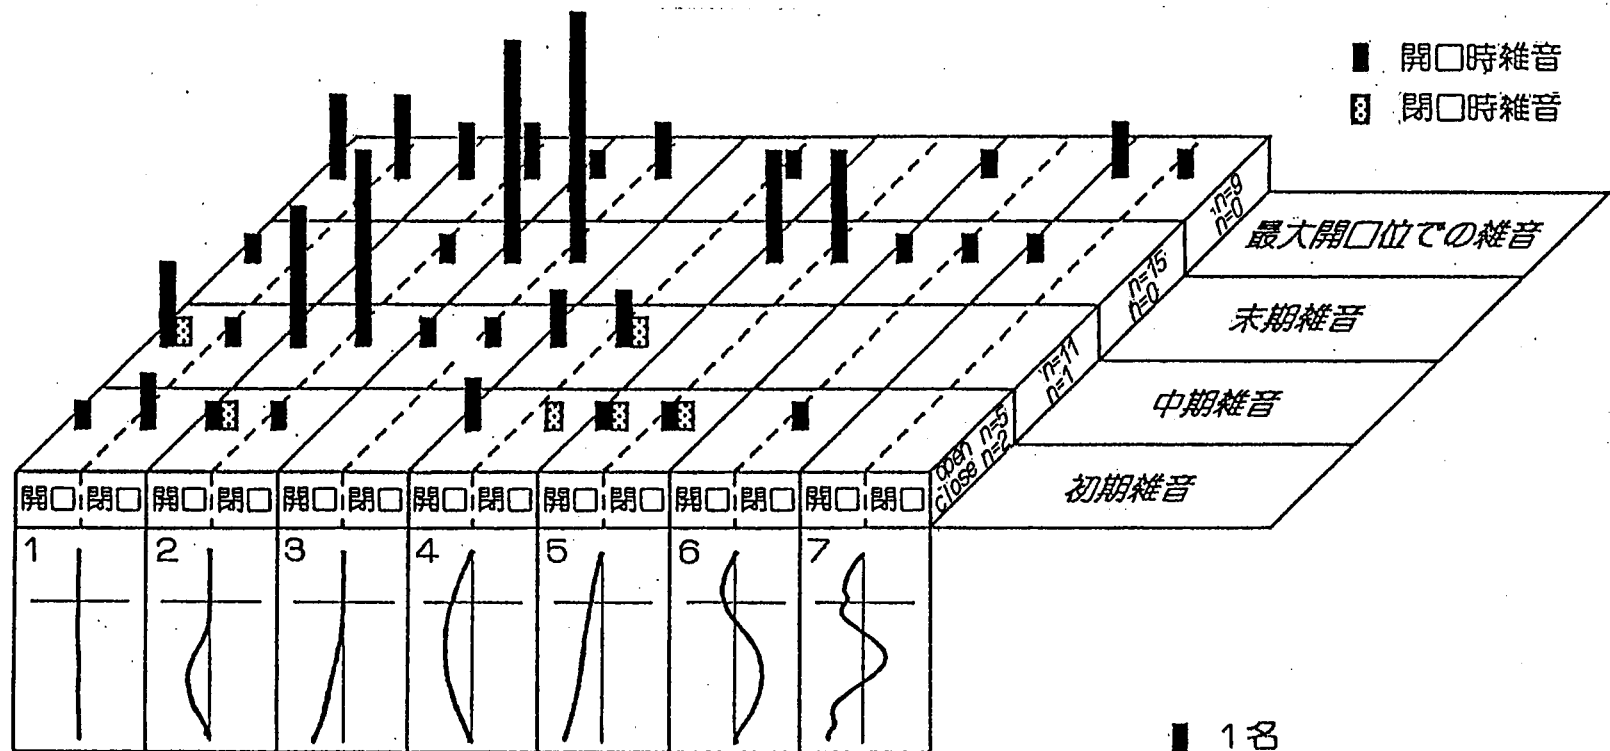 開口時雑音
閉口時雑音
n=9
n=0
最大開口位での雑音
n=15
n=0
末期雑音
n=11
n=1
中期雑音
open n=5
close n=2
初期雑音
開口 閉口 開口 閉口 開口 閉口 開口 閉口 開口 閉口 開口 閉口 開口 閉口
1 2 3 4 5 6 7
1名